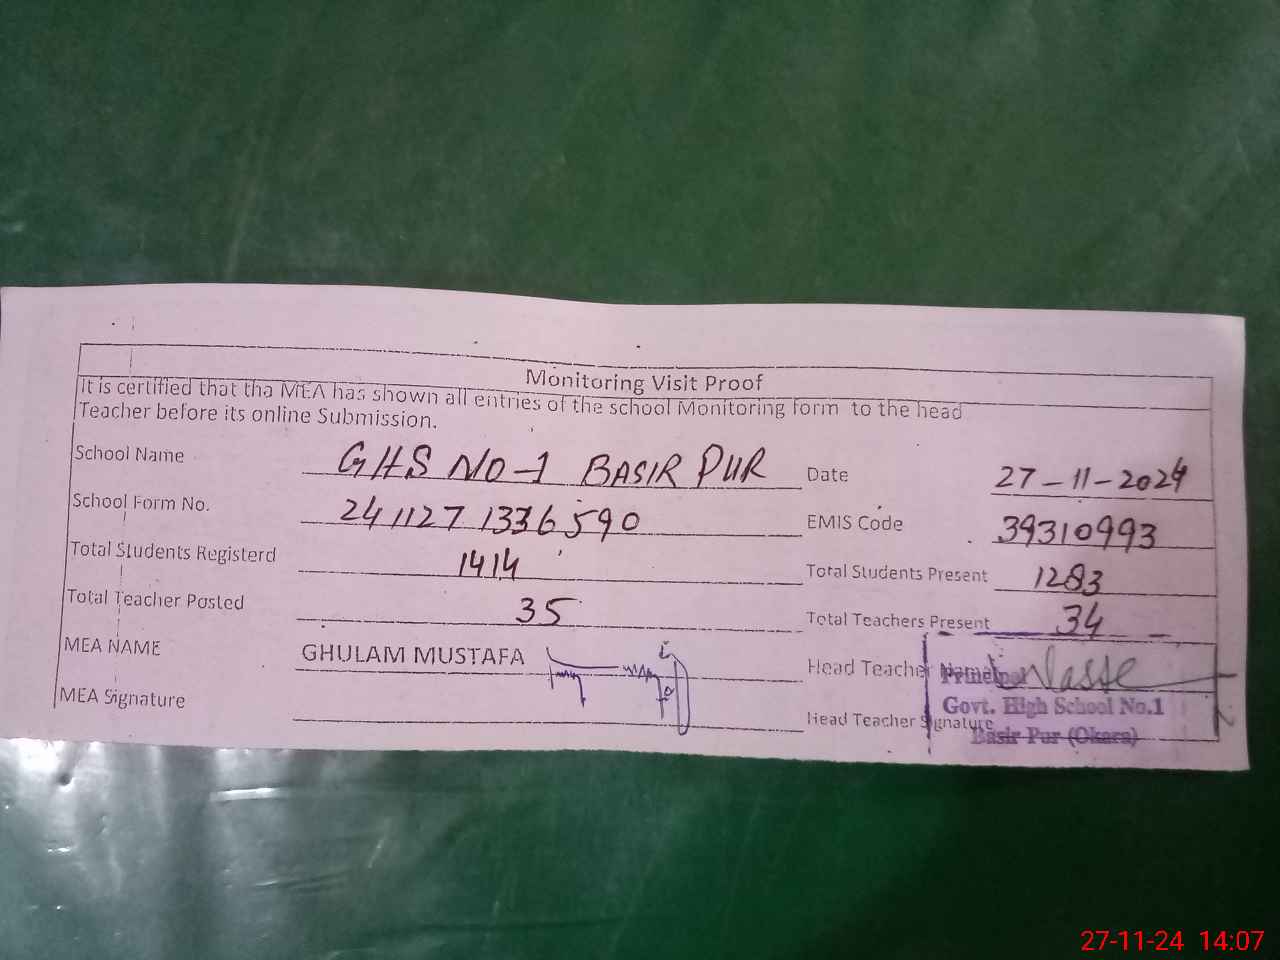 Monitoring Visit Proof
It is certified that tha MEA has shown all entries of the school Monitoring form to the head
Teacher before its online Submission.
School Name GHS NO-1 BASIR PUR Date 27-11-2024
School Form No. 241127 1336590 EMIS Code 39310993
Total Students Registerd 1414 Total Students Present 1283
Total Teacher Posted 35 Total Teachers Present 34
MEA NAME GHULAM MUSTAFA Head Teacher Name
MEA Signature Head Teacher Signature
Principal
Govt. High School No.1
Basir Pur (Okara)
27-11-24 14:07